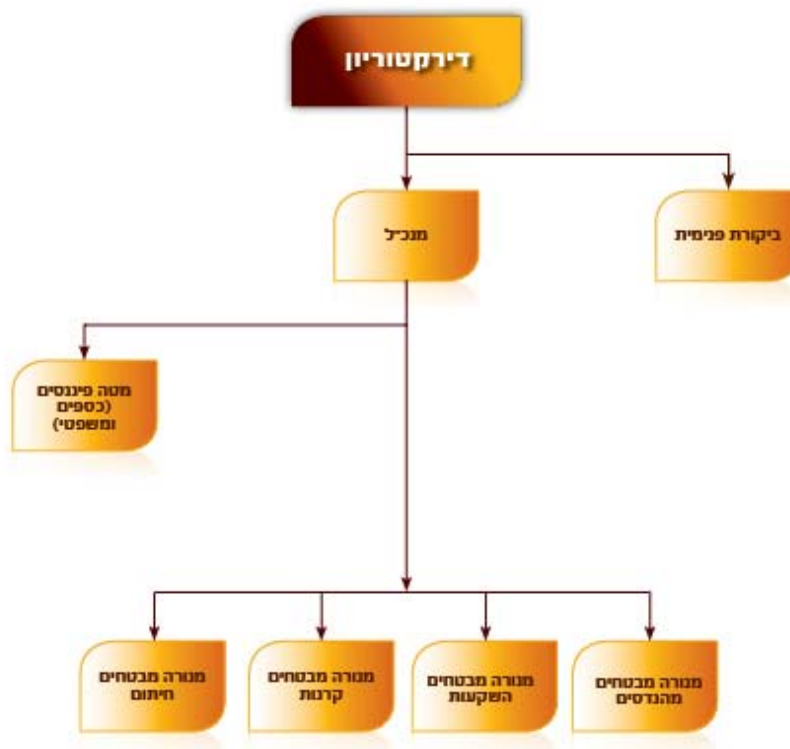 דירקטוריון
ביקורת פנימית
מנכ״ל
מטה פיננסים
(כספים
ומשפטי)
מנורה מבטחים
מהנדסים
מנורה מבטחים
השקעות
מנורה מבטחים
קרנות
מנורה מבטחים
חיתום